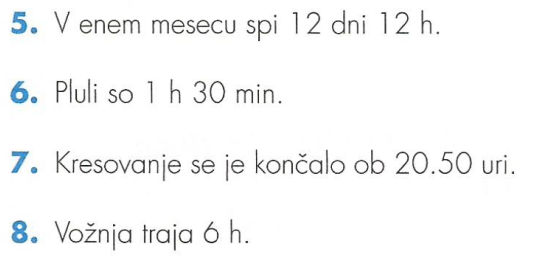 5. V enem mesecu spi 12 dni 12 h.
6. Pluli so 1 h 30 min.
7. Kresovanje se je končalo ob 20.50 uri.
8. Vožnja traja 6 h.